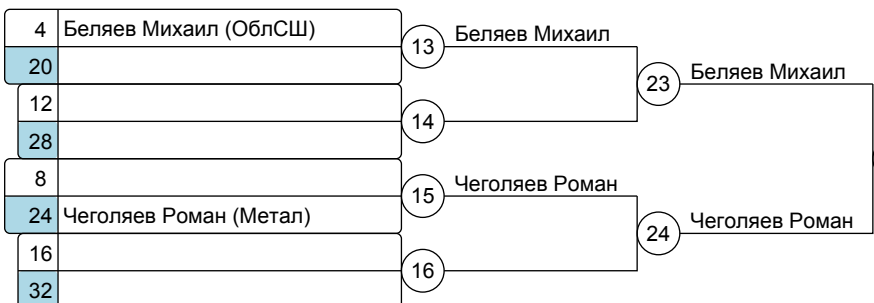 4 Беляев Михаил (ОблСШ)
13 Беляев Михаил
20
23 Беляев Михаил
12
14
28
8
15 Чеголяев Роман
24 Чеголяев Роман (Метал)
24 Чеголяев Роман
16
16
32